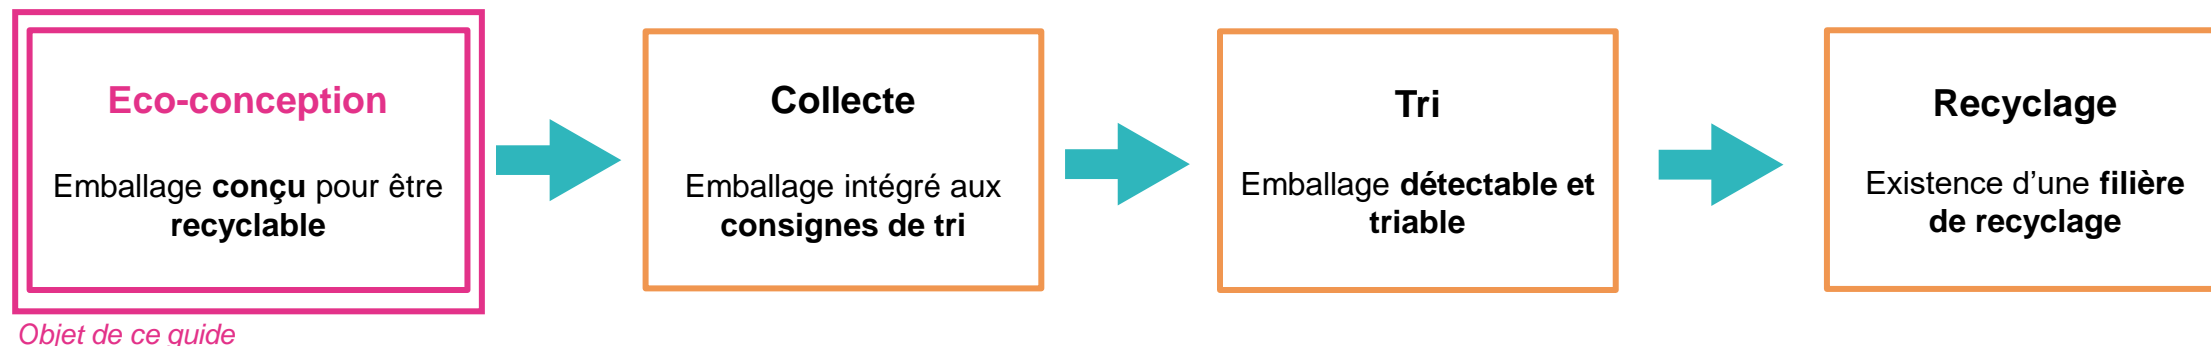 Eco-conception
Emballage conçu pour être
recyclable
Objet de ce guide
Collecte
Emballage intégré aux
consignes de tri
Tri
Emballage détectable et
triable
Recyclage
Existence d’une filière
de recyclage